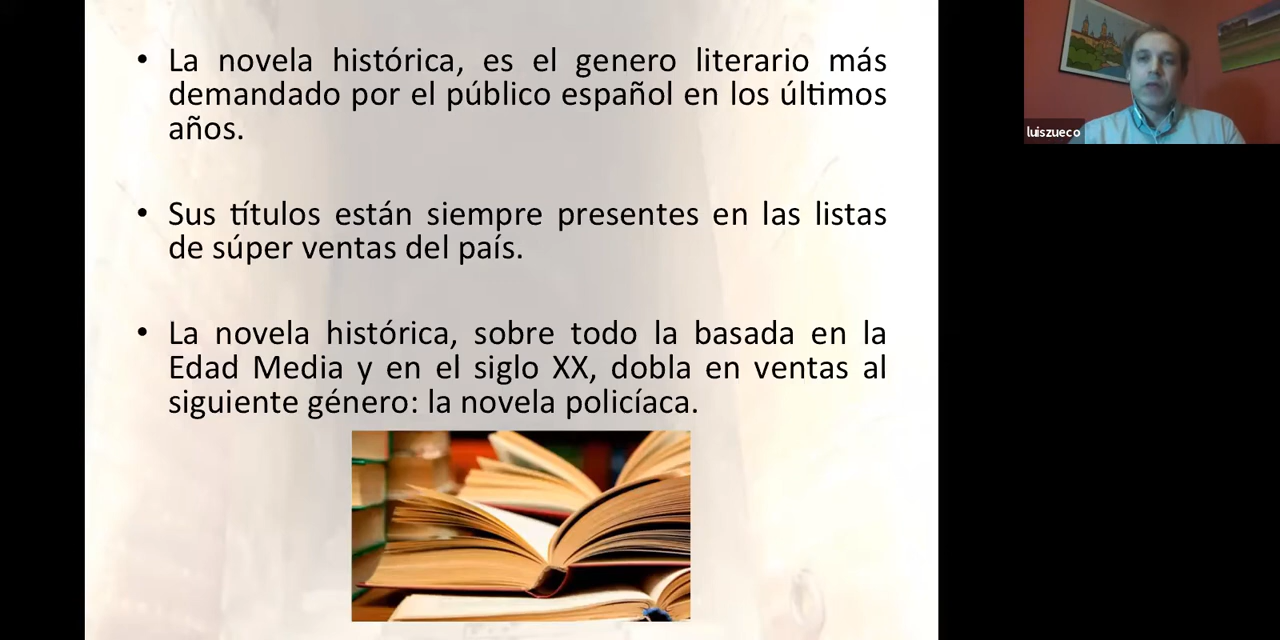 • La novela histórica, es el genero literario más
demandado por el público español en los últimos
años.
• Sus títulos están siempre presentes en las listas
de súper ventas del país.
• La novela histórica, sobre todo la basada en la
Edad Media y en el siglo XX, dobla en ventas al
siguiente género: la novela policíaca.
luiszueco